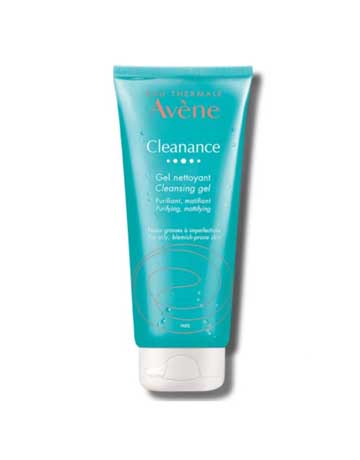 EAU THERMALE
Avène
Cleanance
Gel nettoyant
Cleansing gel
Purifiant, matifiant
Purifying, mattifying
Peaux grasses à imperfections
For oily, blemish-prone skin